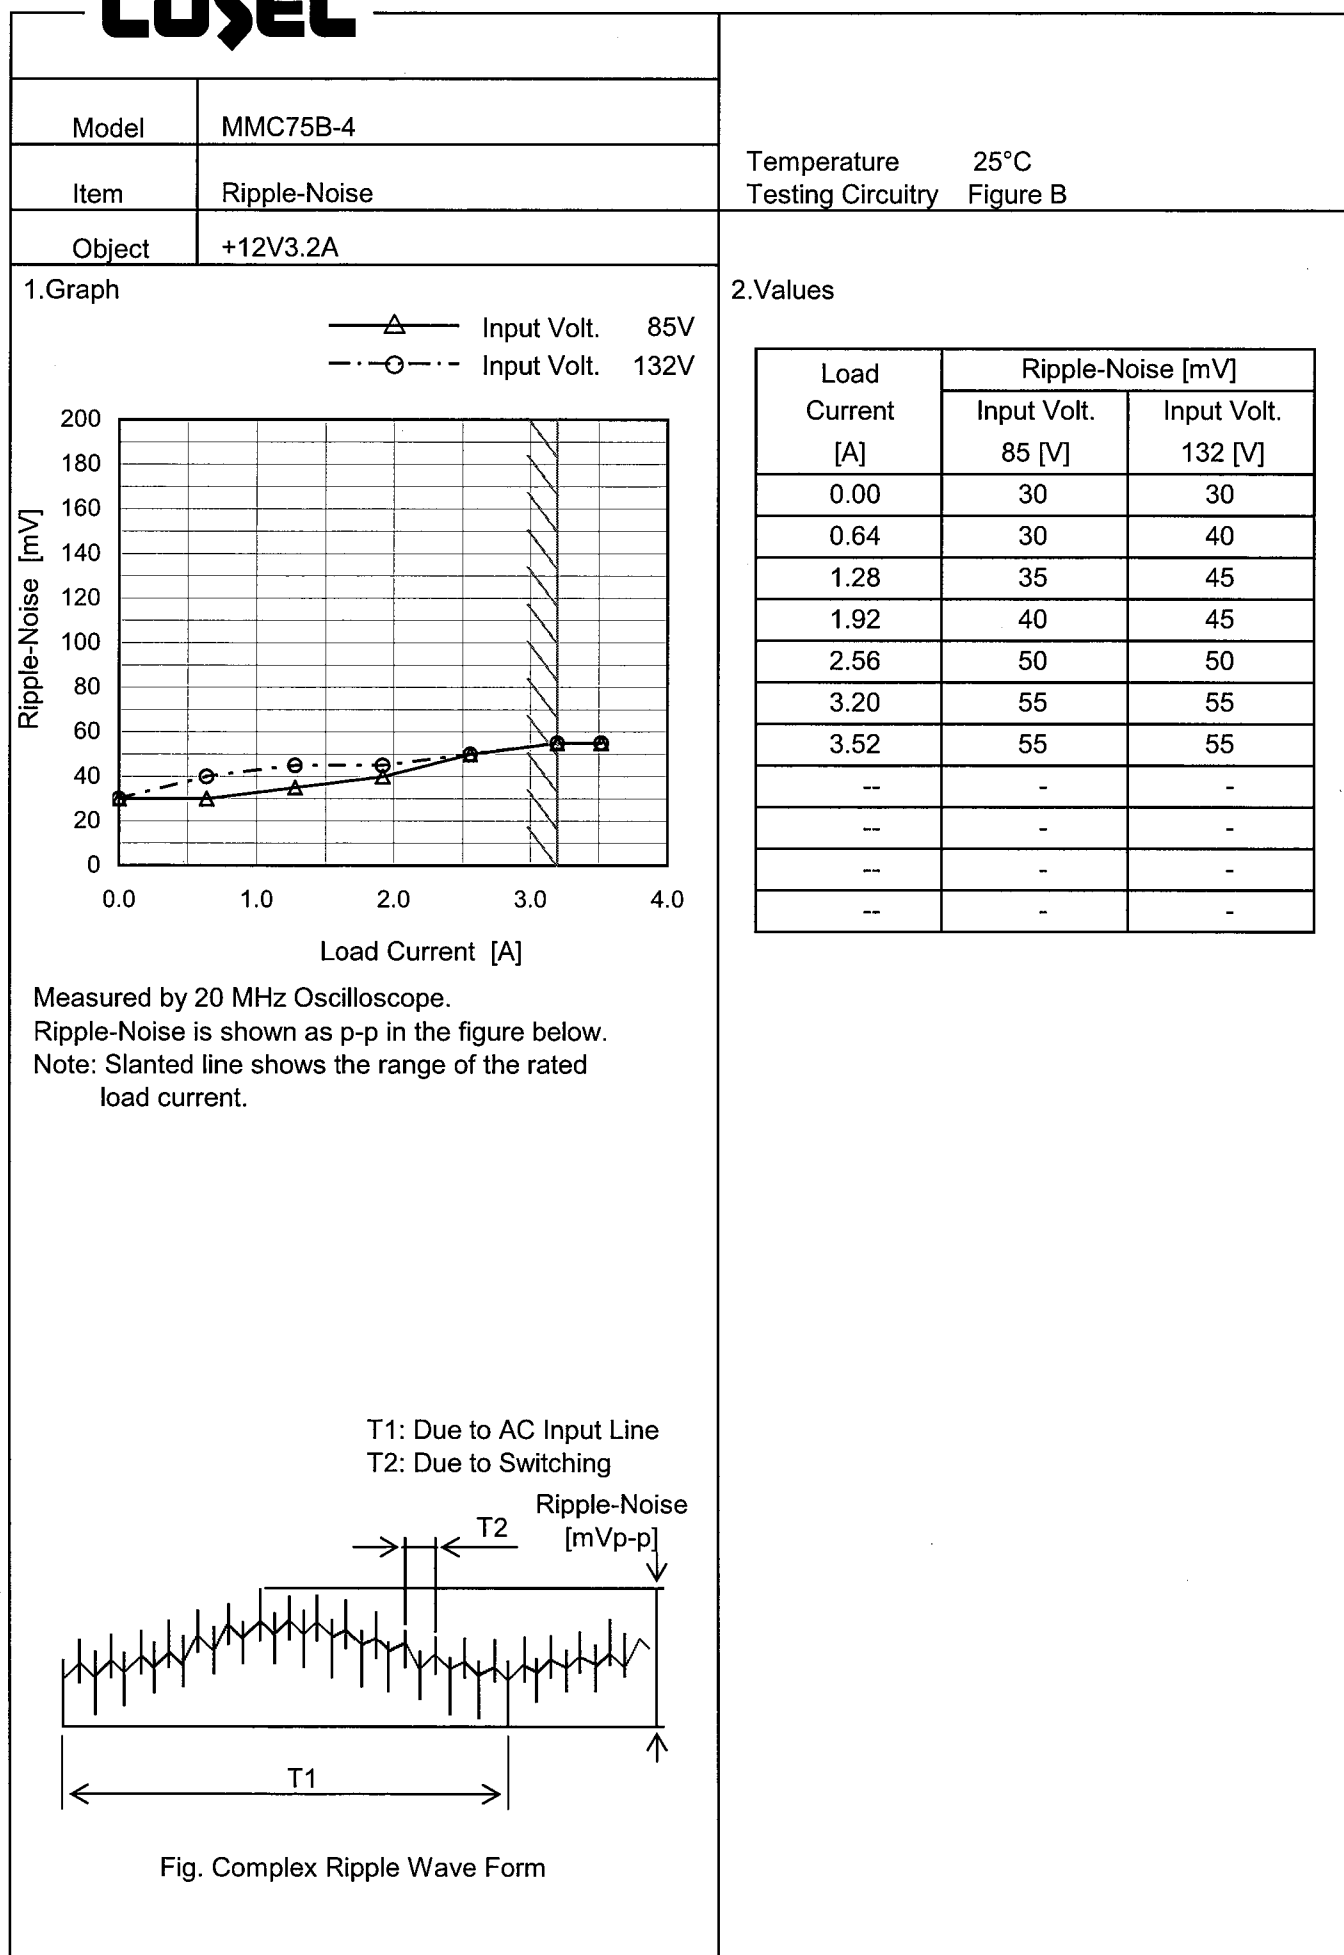 COSEL
Model MMC75B-4
Item Ripple-Noise
Object +12V3.2A
Temperature 25°C
Testing Circuitry Figure B
1.Graph
Input Volt. 85V
Input Volt. 132V
200
180
160
140
120
100
80
60
40
20
0
Ripple-Noise [mV]
0.0 1.0 2.0 3.0 4.0
Load Current [A]
Measured by 20 MHz Oscilloscope.
Ripple-Noise is shown as p-p in the figure below.
Note: Slanted line shows the range of the rated
load current.
T1: Due to AC Input Line
T2: Due to Switching
Ripple-Noise
[mVp-p]
T2
T1
Fig. Complex Ripple Wave Form
2.Values
Load Ripple-Noise [mV]
Current Input Volt. Input Volt.
[A] 85 [V] 132 [V]
0.00 30 30
0.64 30 40
1.28 35 45
1.92 40 45
2.56 50 50
3.20 55 55
3.52 55 55
-- - -
-- - -
-- - -
-- - -